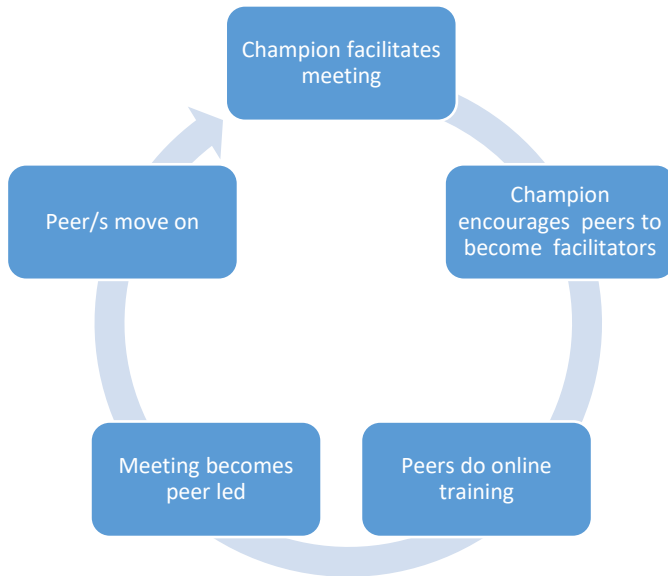 Champion facilitates
meeting
Champion
encourages peers to
become facilitators
Peers do online
training
Meeting becomes
peer led
Peer/s move on